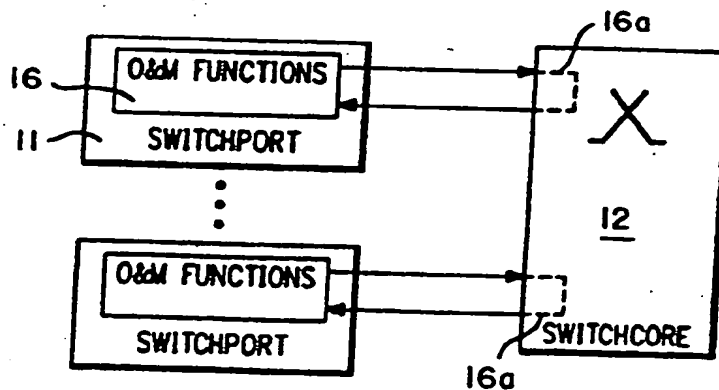 16a
O&M FUNCTIONS
16
11
SWITCHPORT
12
O&M FUNCTIONS
SWITCHPORT
SWITCHCORE
16a